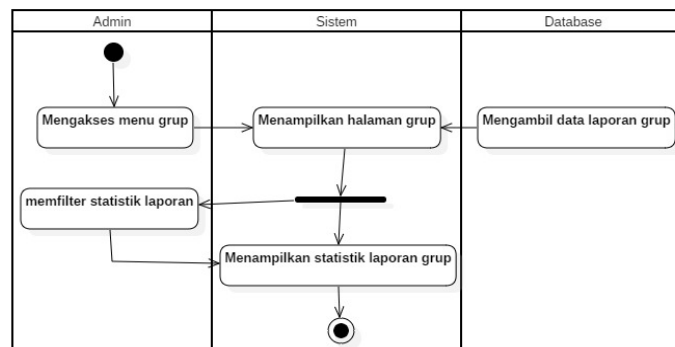 Admin
Sistem
Database
Mengakses menu grup
Menampilkan halaman grup
Mengambil data laporan grup
memfilter statistik laporan
Menampilkan statistik laporan grup